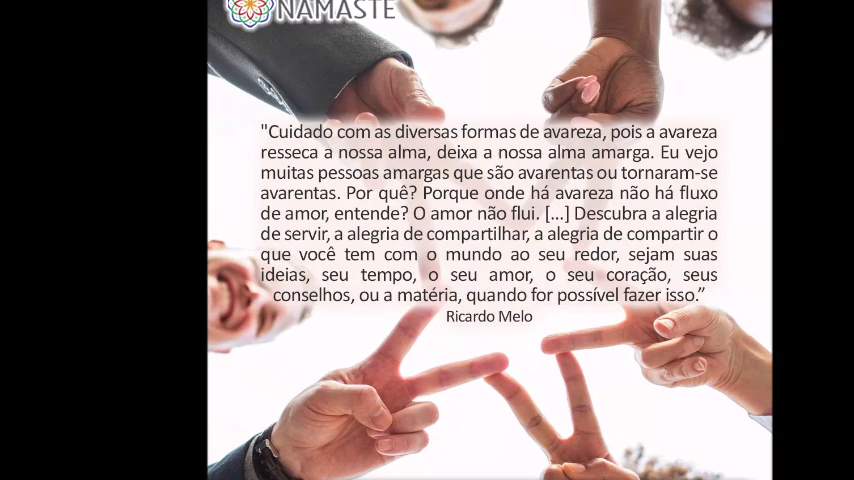 NAMASTE
"Cuidado com as diversas formas de avareza, pois a avareza
resseca a nossa alma, deixa a nossa alma amarga. Eu vejo
muitas pessoas amargas que são avarentas ou tornaram-se
avarentas. Por quê? Porque onde há avareza não há fluxo
de amor, entende? O amor não flui. [...] Descubra a alegria
de servir, a alegria de compartilhar, a alegria de compartir o
que você tem com o mundo ao seu redor, sejam suas
ideias, seu tempo, o seu amor, o seu coração, seus
conselhos, ou a matéria, quando for possível fazer isso.”
Ricardo Melo